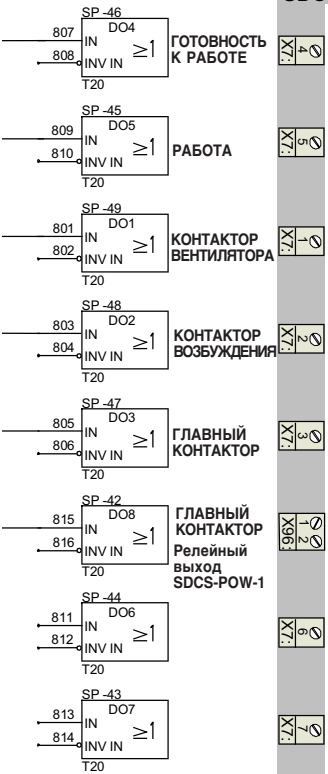 SP -46
DO4
807 IN ≥1 ГОТОВНОСТЬ К РАБОТЕ
808 INV IN
T20
X7: 4
SP -45
DO5
809 IN ≥1 РАБОТА
810 INV IN
T20
X7: 5
SP -49
DO1
801 IN ≥1 КОНТАКТОР ВЕНТИЛЯТОРА
802 INV IN
T20
X7: 1
SP -48
DO2
803 IN ≥1 КОНТАКТОР ВОЗБУЖДЕНИЯ
804 INV IN
T20
X7: 2
SP -47
DO3
805 IN ≥1 ГЛАВНЫЙ КОНТАКТОР
806 INV IN
T20
X7: 3
SP -42
DO8
815 IN ≥1 ГЛАВНЫЙ КОНТАКТОР
816 INV IN
Релейный выход SDCS-POW-1
T20
X96: 1 2
SP -44
DO6
811 IN ≥1
812 INV IN
T20
X7: 6
SP -43
DO7
813 IN ≥1
814 INV IN
T20
X7: 7